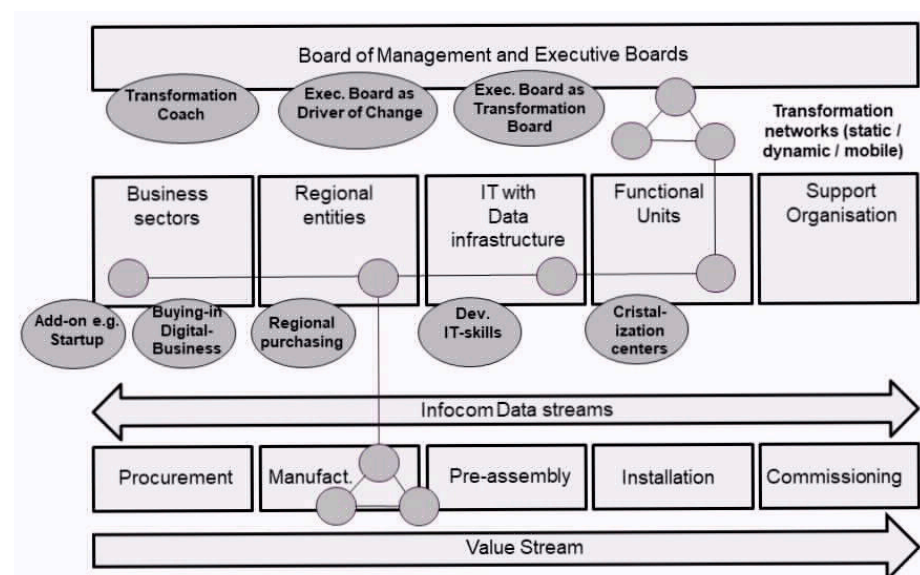 Board of Management and Executive Boards
Transformation
Coach
Exec. Board as
Driver of Change
Exec. Board as
Transformation
Board
Transformation
networks (static /
dynamic / mobile)
Business
sectors
Regional
entities
IT with
Data
infrastructure
Functional
Units
Support
Organisation
Add-on e.g.
Startup
Buying-in
Digital-
Business
Regional
purchasing
Dev.
IT-skills
Cristal-
ization
centers
Infocom Data streams
Procurement
Manufact.
Pre-assembly
Installation
Commissioning
Value Stream